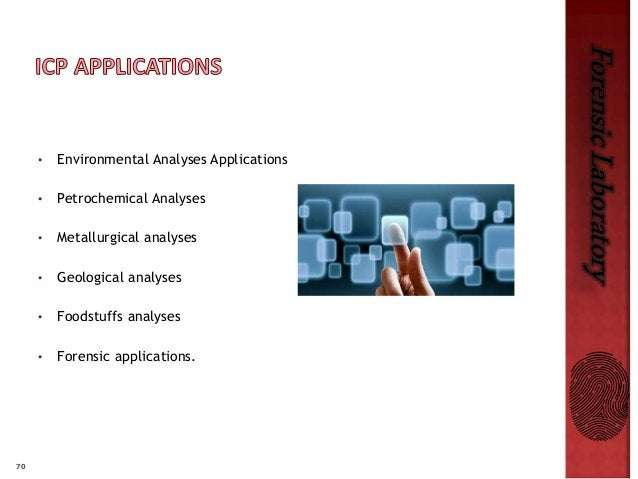 ICP APPLICATIONS
• Environmental Analyses Applications
• Petrochemical Analyses
• Metallurgical analyses
• Geological analyses
• Foodstuffs analyses
• Forensic applications.
Forensic Laboratory
70